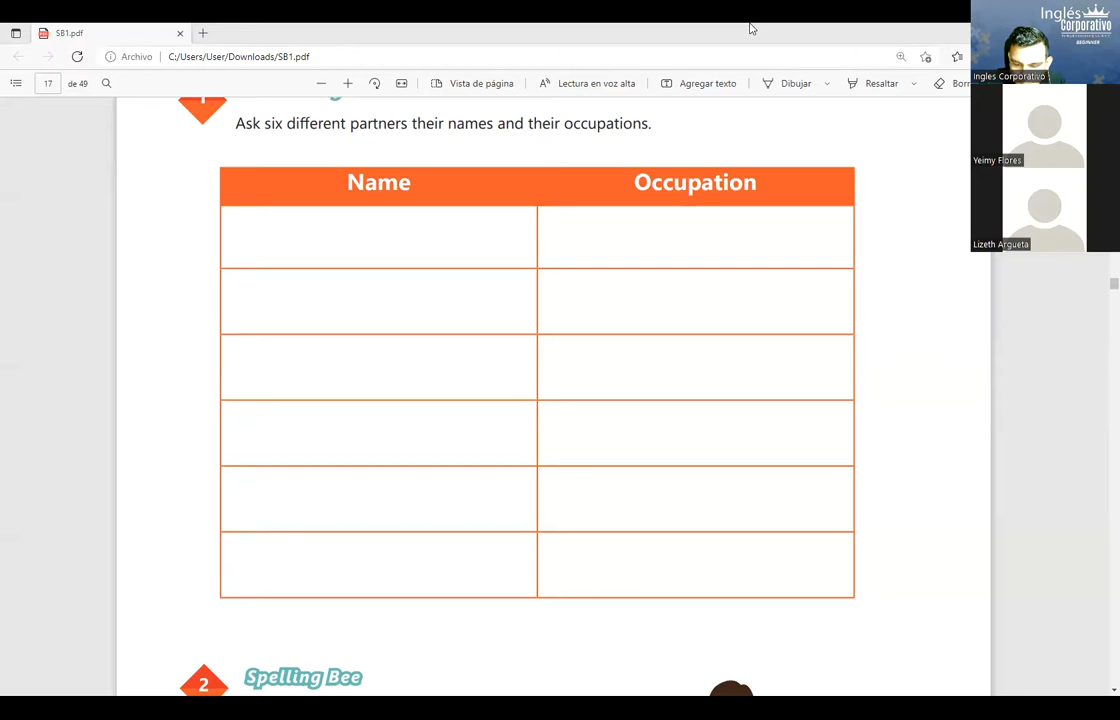 SB1.pdf
Archivo
C:/Users/User/Downloads/SB1.pdf
17
de 49
Vista de página
Lectura en voz alta
Agregar texto
Dibujar
Resaltar
Ask six different partners their names and their occupations.
Name
Occupation
2
Spelling Bee
Inglés
Corporativo
BEGINNER
Ingles Corporativo
Yeimy Flores
Lizeth Argueta